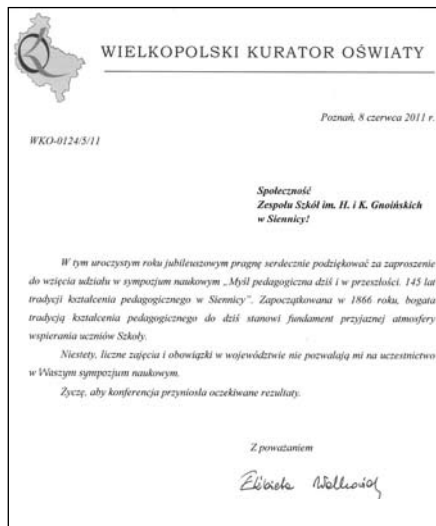 WIELKOPOLSKI KURATOR OŚWIATY
Poznań, 8 czerwca 2011 r.
WKO-0124/5/11
Społeczność
Zespołu Szkół im. H. i K. Gnoińskich
w Siennicy!
W tym uroczystym roku jubileuszowym pragnę serdecznie podziękować za zaproszenie
do wzięcia udziału w sympozjum naukowym „Myśl pedagogiczna dziś i w przeszłości. 145 lat
tradycji kształcenia pedagogicznego w Siennicy”. Zapoczątkowana w 1866 roku, bogata
tradycja kształcenia pedagogicznego do dziś stanowi fundament przyjaznej atmosfery
wspierania uczniów Szkoły.
Niestety, liczne zajęcia i obowiązki w województwie nie pozwalają mi na uczestnictwo
w Waszym sympozjum naukowym.
Życzę, aby konferencja przyniosła oczekiwane rezultaty.
Z poważaniem
Elżbieta Walkowiak